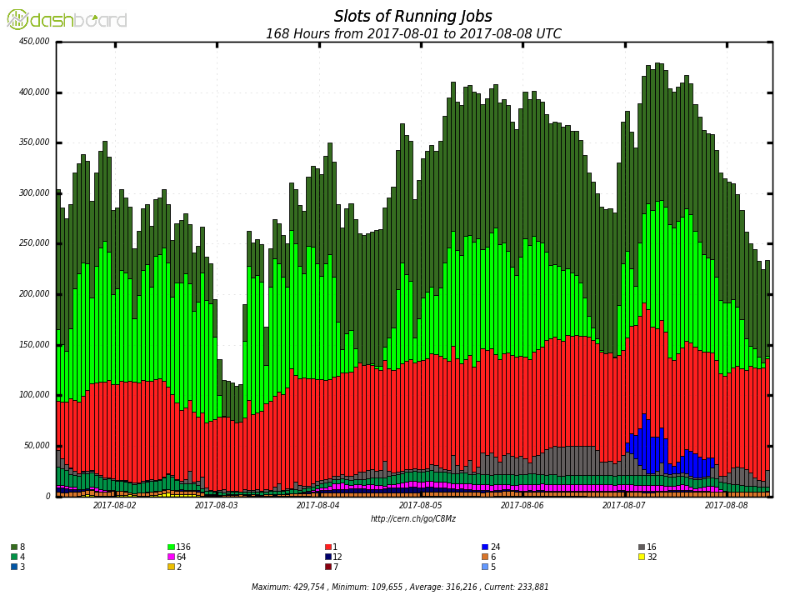 dashboard
Slots of Running Jobs
168 Hours from 2017-08-01 to 2017-08-08 UTC
450,000
400,000
350,000
300,000
250,000
200,000
150,000
100,000
50,000
0
2017-08-02 2017-08-03 2017-08-04 2017-08-05 2017-08-06 2017-08-07 2017-08-08
http://cern.ch/go/C8Mz
8 136 1 24 16
4 64 12 6 32
3 2 7 5
Maximum: 429,754 , Minimum: 109,655 , Average: 316,216 , Current: 233,881